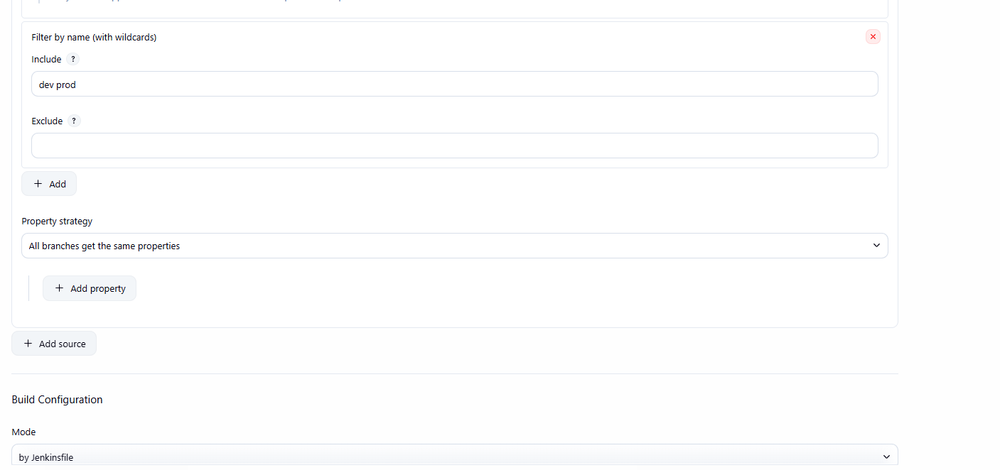 Filter by name (with wildcards)
Include ?
dev prod
Exclude ?
+ Add
Property strategy
All branches get the same properties
+ Add property
+ Add source
Build Configuration
Mode
by Jenkinsfile